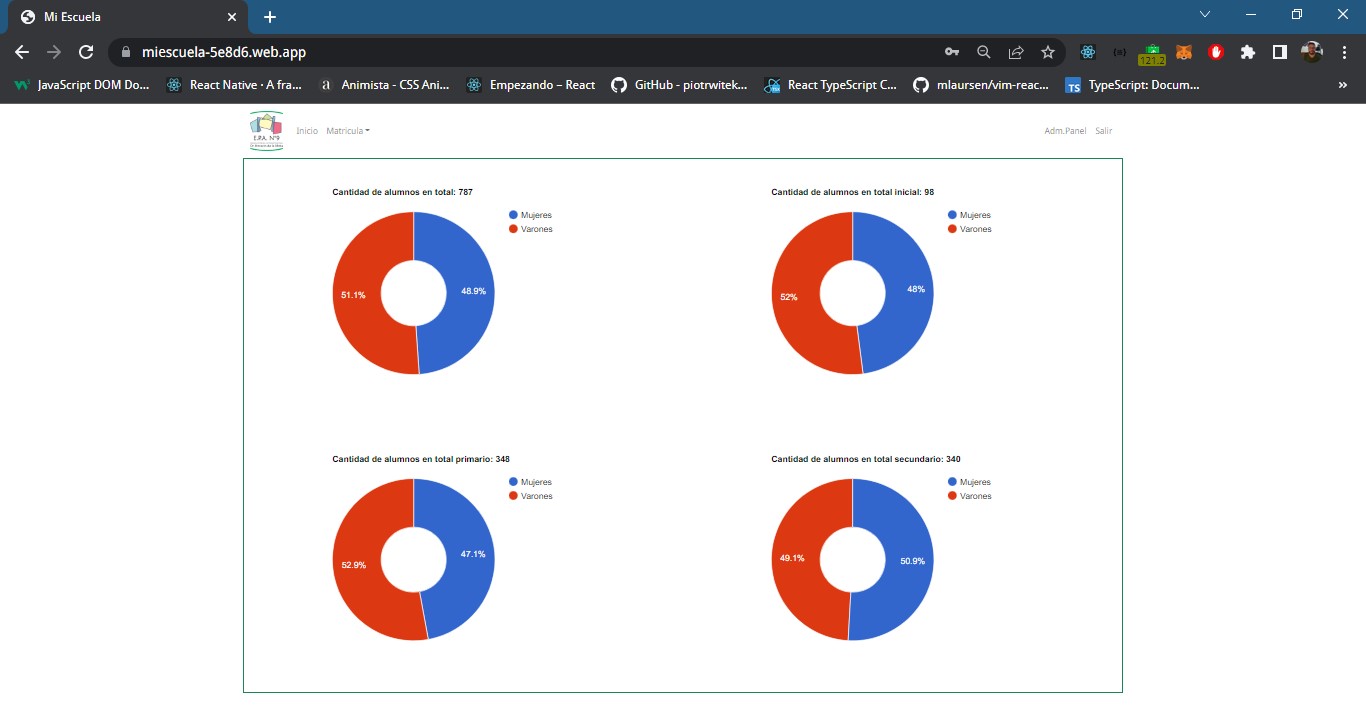 Mi Escuela
miescuela-5e8d6.web.app
121.2
JavaScript DOM Do...
React Native · A fra...
Animista - CSS Ani...
Empezando – React
GitHub - piotrwitek...
React TypeScript C...
mlaursen/vim-reac...
TypeScript: Docum...
»
E.P.A. N°9
Inicio
Matricula
Adm.Panel
Salir
Cantidad de alumnos en total: 787
Mujeres
Varones
51.1%
48.9%
Cantidad de alumnos en total inicial: 98
Mujeres
Varones
52%
48%
Cantidad de alumnos en total primario: 348
Mujeres
Varones
52.9%
47.1%
Cantidad de alumnos en total secundario: 340
Mujeres
Varones
49.1%
50.9%